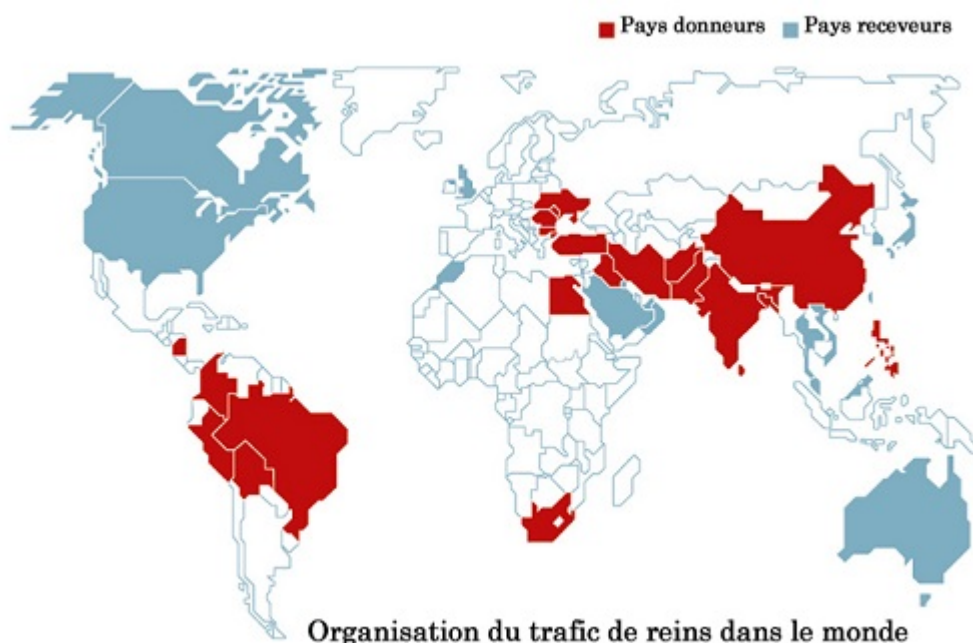 Pays donneurs Pays receveurs
Organisation du trafic de reins dans le monde